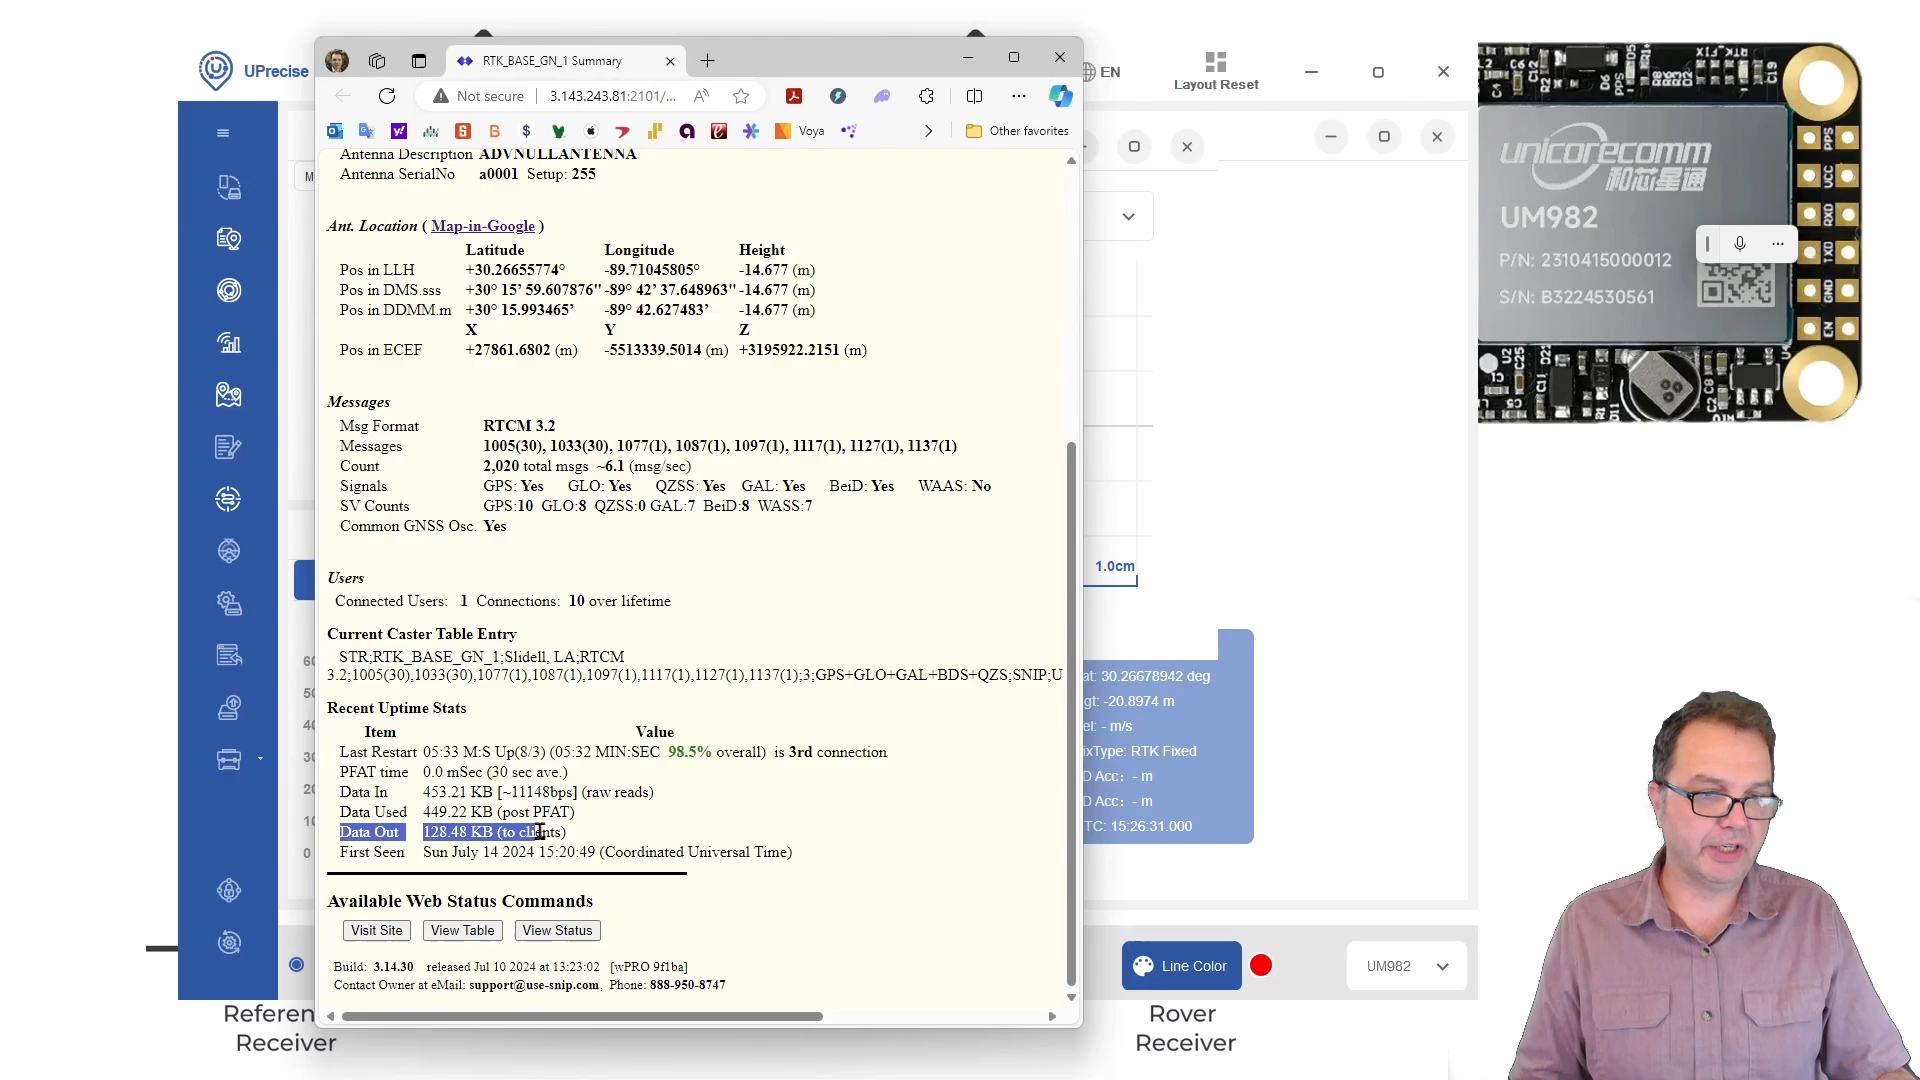 UPrecise
EN
Layout Reset
RTK_BASE_GN_1 Summary
Not secure
3.143.243.81:2101/...
Voya
Other favorites
Antenna Description ADVNULLANTENNA
Antenna SerialNo a0001 Setup: 255
Ant. Location ( Map-in-Google )
Latitude Longitude Height
Pos in LLH +30.26655774° -89.71045805° -14.677 (m)
Pos in DMS.sss +30° 15' 59.607876" -89° 42' 37.648963" -14.677 (m)
Pos in DDMM.m +30° 15.993465’ -89° 42.627483’ -14.677 (m)
X Y Z
Pos in ECEF +27861.6802 (m) -5513339.5014 (m) +3195922.2151 (m)
Messages
Msg Format RTCM 3.2
Messages 1005(30), 1033(30), 1077(1), 1087(1), 1097(1), 1117(1), 1127(1), 1137(1)
Count 2,020 total msgs ~6.1 (msg/sec)
Signals GPS: Yes GLO: Yes QZSS: Yes GAL: Yes BeiD: Yes WAAS: No
SV Counts GPS:10 GLO:8 QZSS:0 GAL:7 BeiD:8 WASS:7
Common GNSS Osc. Yes
Users
Connected Users: 1 Connections: 10 over lifetime
Current Caster Table Entry
STR;RTK_BASE_GN_1;Slidell, LA;RTCM
3.2;1005(30),1033(30),1077(1),1087(1),1097(1),1117(1),1127(1),1137(1);3;GPS+GLO+GAL+BDS+QZS;SNIP;U
Recent Uptime Stats
Item Value
Last Restart 05:33 M:S Up(8/3) (05:32 MIN:SEC 98.5% overall) is 3rd connection
PFAT time 0.0 mSec (30 sec ave.)
Data In 453.21 KB [~11148bps] (raw reads)
Data Used 449.22 KB (post PFAT)
Data Out 128.48 KB (to clients)
First Seen Sun July 14 2024 15:20:49 (Coordinated Universal Time)
Available Web Status Commands
Visit Site View Table View Status
Build: 3.14.30 released Jul 10 2024 at 13:23:02 [wPRO 9f1ba]
Contact Owner at eMail: support@use-snip.com, Phone: 888-950-8747
1.0cm
at: 30.26678942 deg
gt: -20.8974 m
el: - m/s
ixType: RTK Fixed
D Acc: - m
D Acc: - m
TC: 15:26:31.000
Line Color
UM982
Referen
Receiver
Rover
Receiver
unicorecomm
和芯星通
UM982
P/N: 2310415000012
S/N: B3224530561
PPS
VCC
RXD
TXD
GND
EN